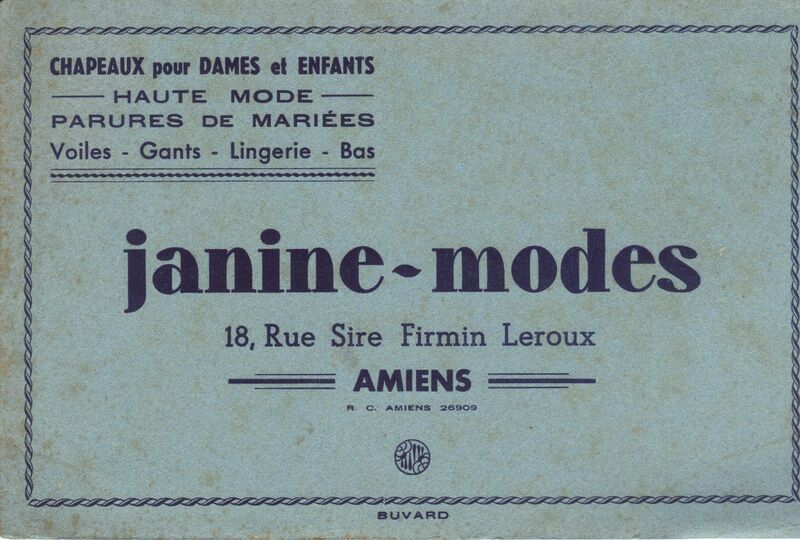 CHAPEAUX pour DAMES et ENFANTS
HAUTE MODE
PARURES DE MARIÉES
Voiles - Gants - Lingerie - Bas
janine-modes
18, Rue Sire Firmin Leroux
AMIENS
R. C. AMIENS 26909
BUVARD